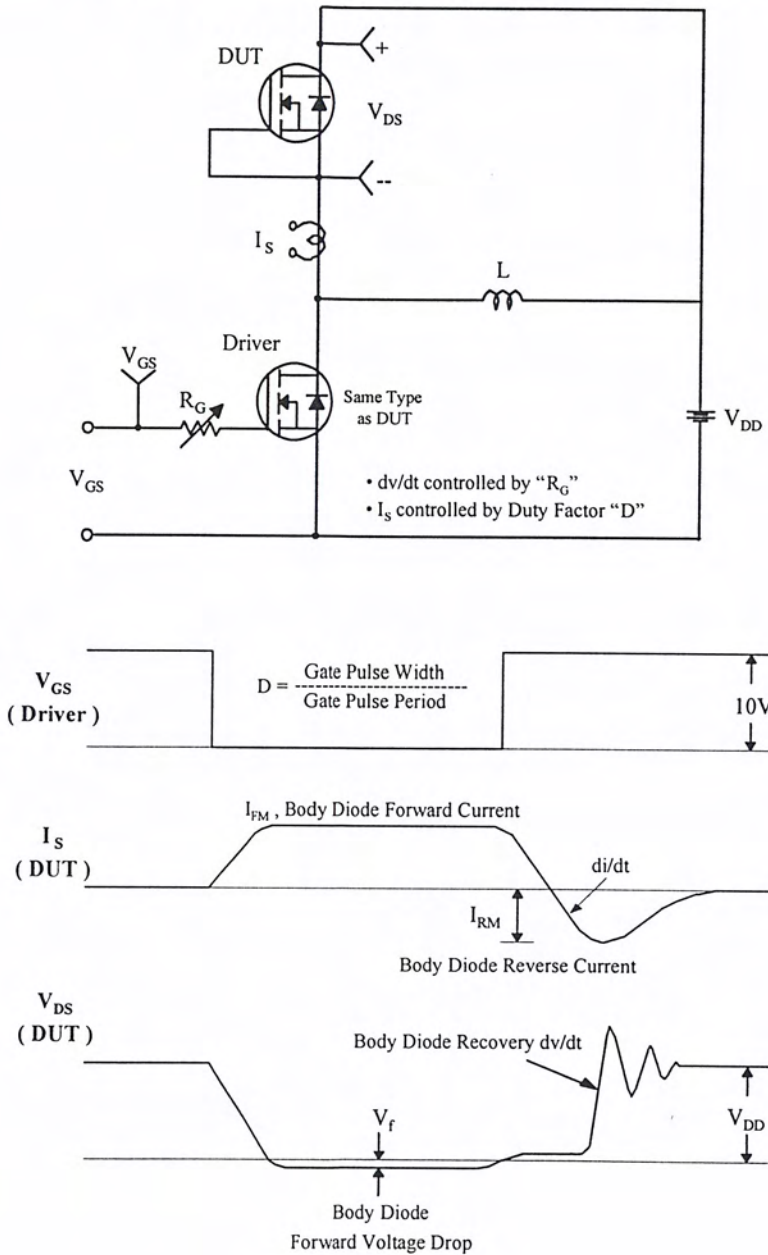 DUT
+
V_DS
--
I_S
L
Driver
V_GS
R_G
Same Type
as DUT
V_DD
V_GS
• dv/dt controlled by “R_G”
• I_S controlled by Duty Factor “D”
V_GS
( Driver )
D = Gate Pulse Width
--------------------------
Gate Pulse Period
10V
I_FM , Body Diode Forward Current
I_S
( DUT )
di/dt
I_RM
Body Diode Reverse Current
V_DS
( DUT )
Body Diode Recovery dv/dt
V_f
V_DD
Body Diode
Forward Voltage Drop